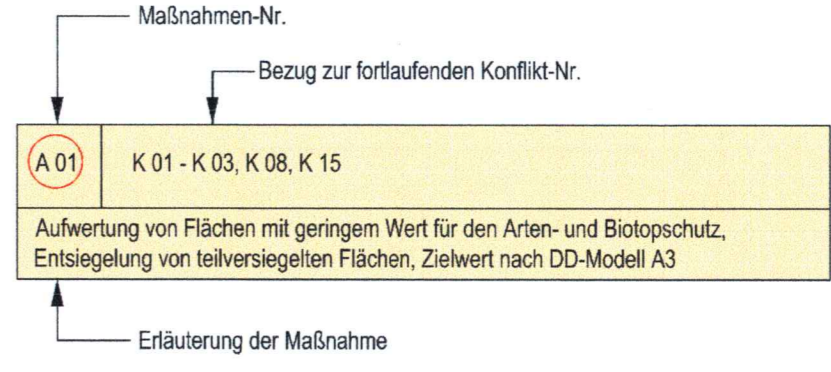 Maßnahmen-Nr.
Bezug zur fortlaufenden Konflikt-Nr.
A 01 K 01 - K 03, K 08, K 15
Aufwertung von Flächen mit geringem Wert für den Arten- und Biotopschutz,
Entsiegelung von teilversiegelten Flächen, Zielwert nach DD-Modell A3
Erläuterung der Maßnahme